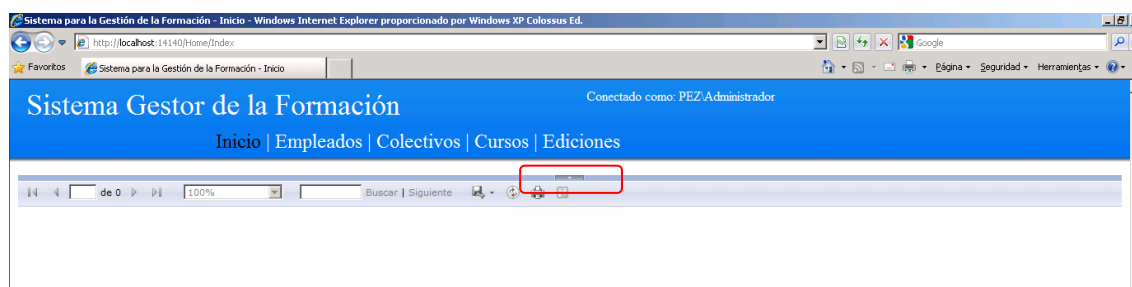 Sistema para la Gestión de la Formación - Inicio - Windows Internet Explorer proporcionado por Windows XP Colossus Ed.
http://localhost:14140/Home/Index
Google
Favoritos
Sistema para la Gestión de la Formación - Inicio
Página
Seguridad
Herramientas
Sistema Gestor de la Formación
Conectado como: PEZ\Administrador
Inicio | Empleados | Colectivos | Cursos | Ediciones
de 0
100%
Buscar | Siguiente